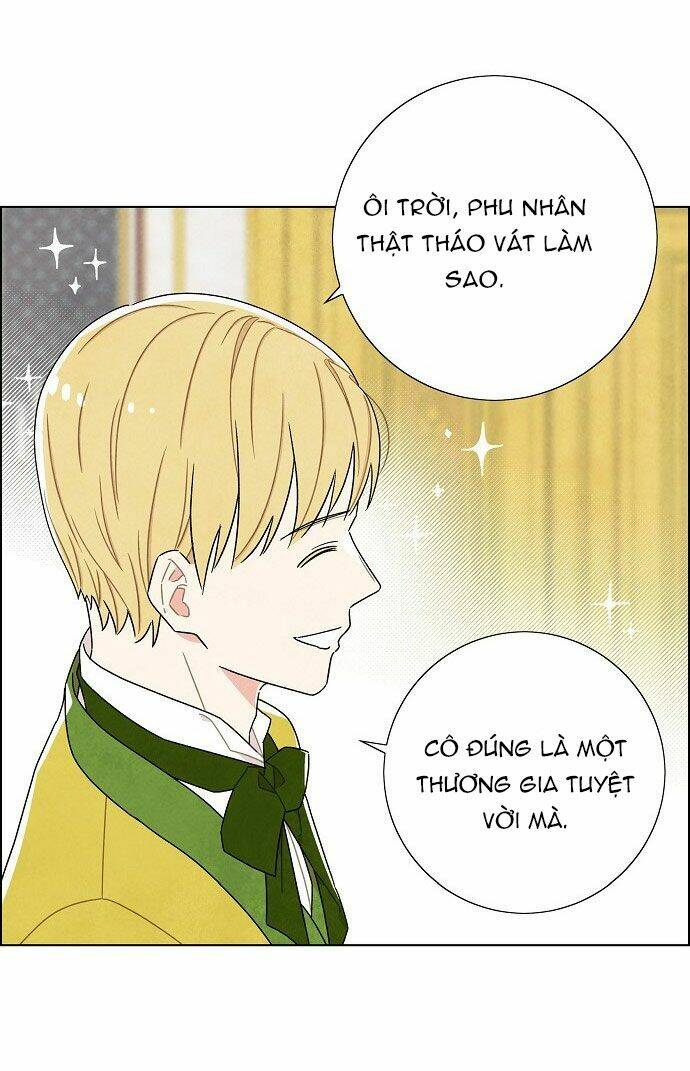 ÔI TRỜI, PHU NHÂN
THẬT THÁO VÁT LÀM
SAO.
CÔ ĐÚNG LÀ MỘT
THƯƠNG GIA TUYỆT
VỜI MÀ.